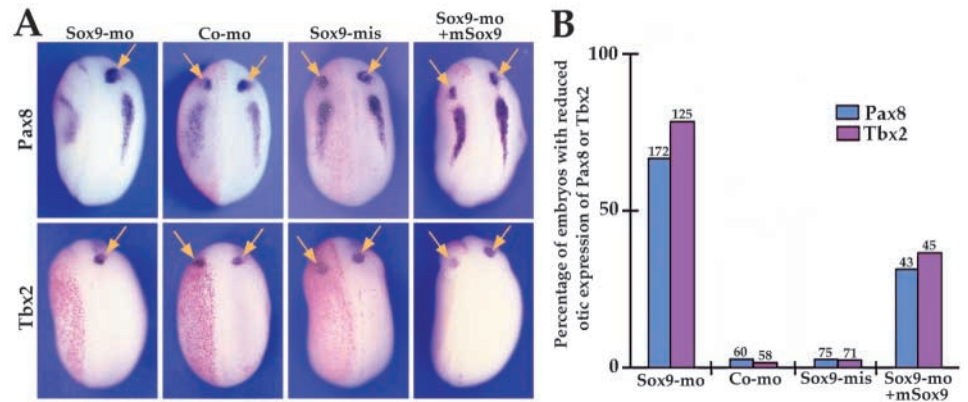 A
Sox9-mo
Co-mo
Sox9-mis
Sox9-mo
+mSox9
Pax8
Tbx2
B
Percentage of embryos with reduced
otic expression of Pax8 or Tbx2
100
50
0
Pax8
Tbx2
172
125
60
58
75
71
43
45
Sox9-mo
Co-mo
Sox9-mis
Sox9-mo
+mSox9